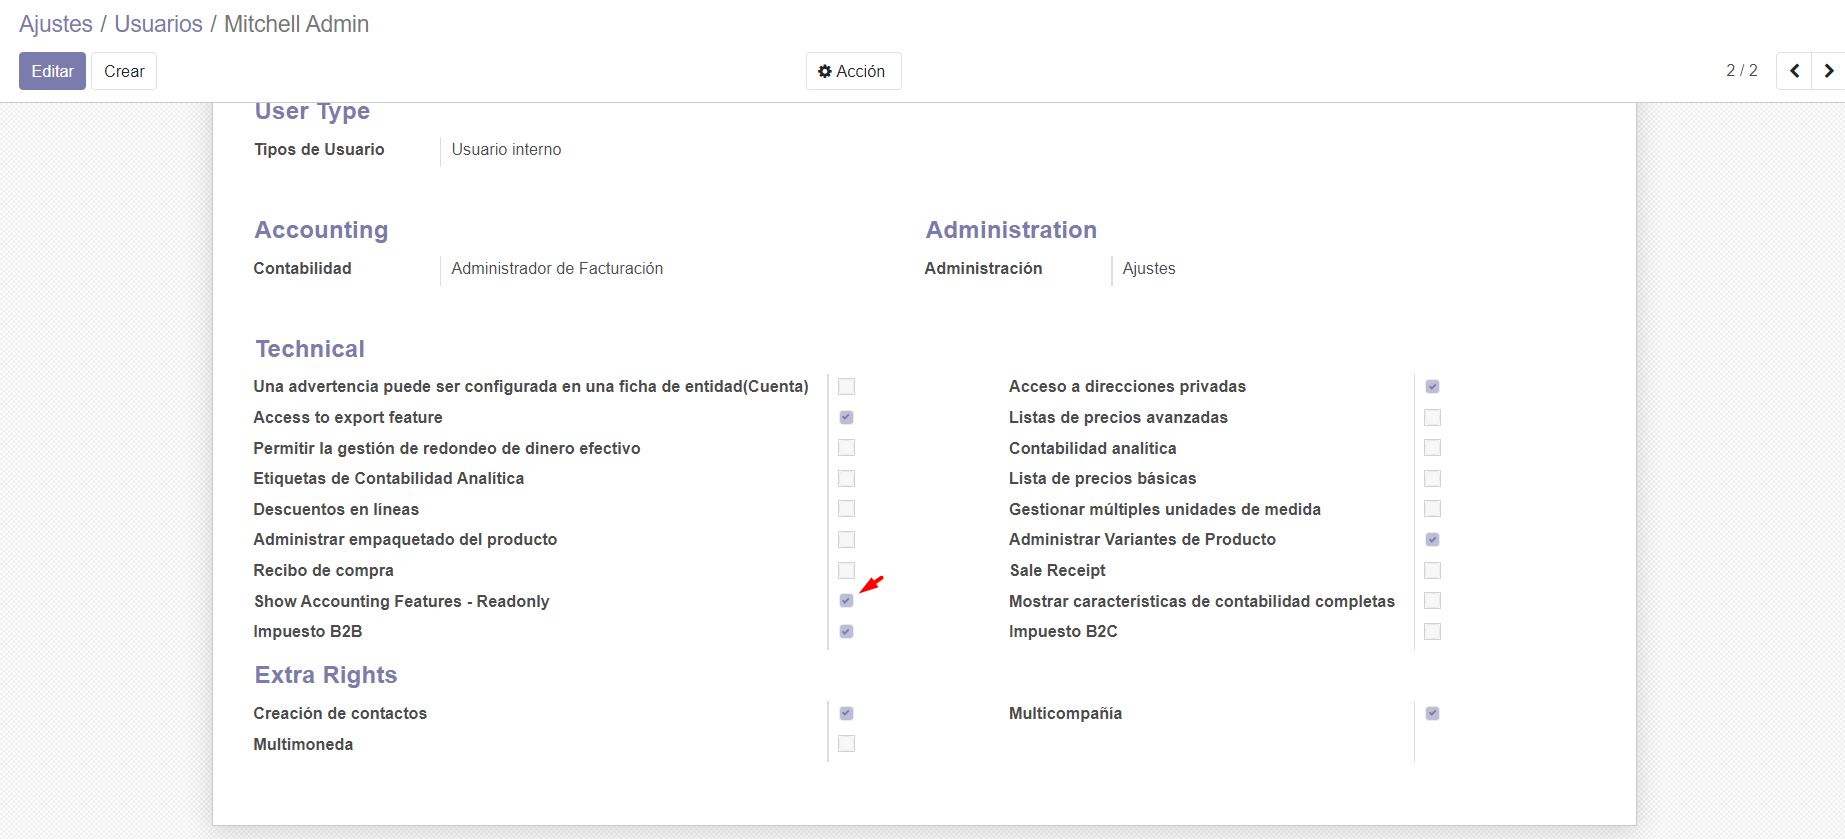 Ajustes / Usuarios / Mitchell Admin
Editar
Crear
Acción
2 / 2
User Type
Tipos de Usuario
Usuario interno
Accounting
Administration
Contabilidad
Administrador de Facturación
Administración
Ajustes
Technical
Una advertencia puede ser configurada en una ficha de entidad(Cuenta)
Acceso a direcciones privadas
Access to export feature
Listas de precios avanzadas
Permitir la gestión de redondeo de dinero efectivo
Contabilidad analítica
Etiquetas de Contabilidad Analítica
Lista de precios básicas
Descuentos en líneas
Gestionar múltiples unidades de medida
Administrar empaquetado del producto
Administrar Variantes de Producto
Recibo de compra
Sale Receipt
Show Accounting Features - Readonly
Mostrar características de contabilidad completas
Impuesto B2B
Impuesto B2C
Extra Rights
Creación de contactos
Multicompañía
Multimoneda